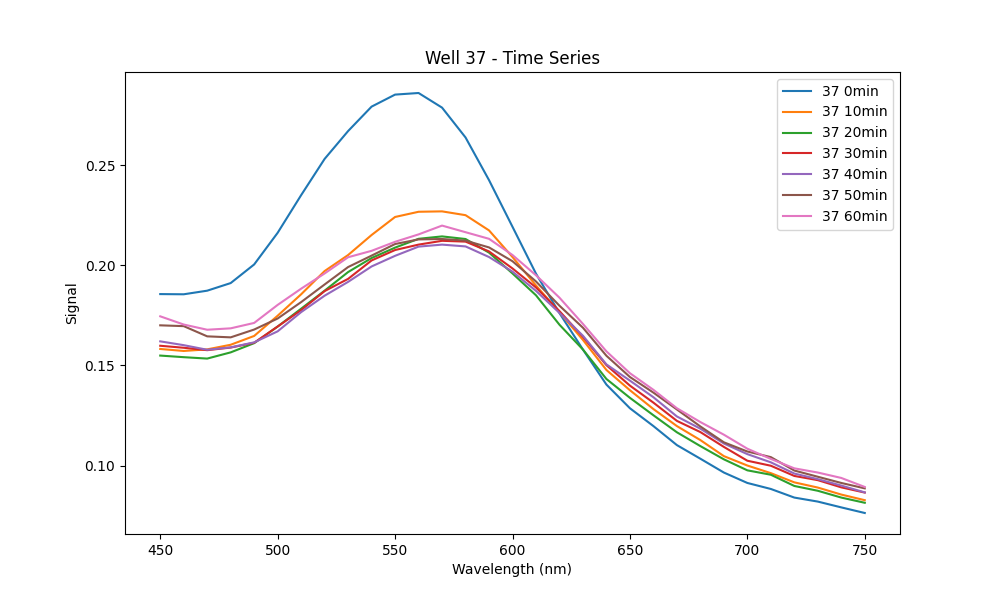 Well 37 - Time Series
37 0min
37 10min
37 20min
37 30min
37 40min
37 50min
37 60min
Signal
0.25
0.20
0.15
0.10
450 500 550 600 650 700 750
Wavelength (nm)